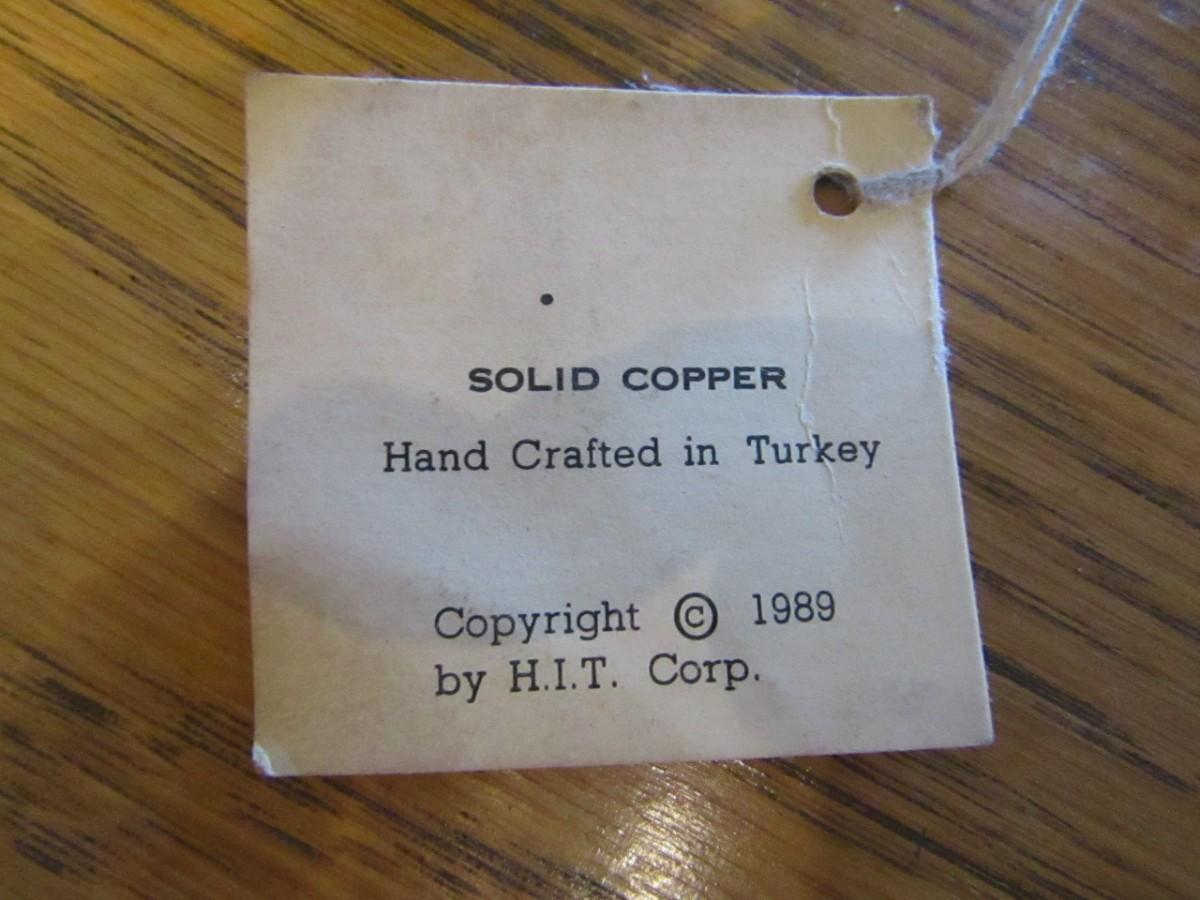 SOLID COPPER
Hand Crafted in Turkey
Copyright © 1989
by H.I.T. Corp.